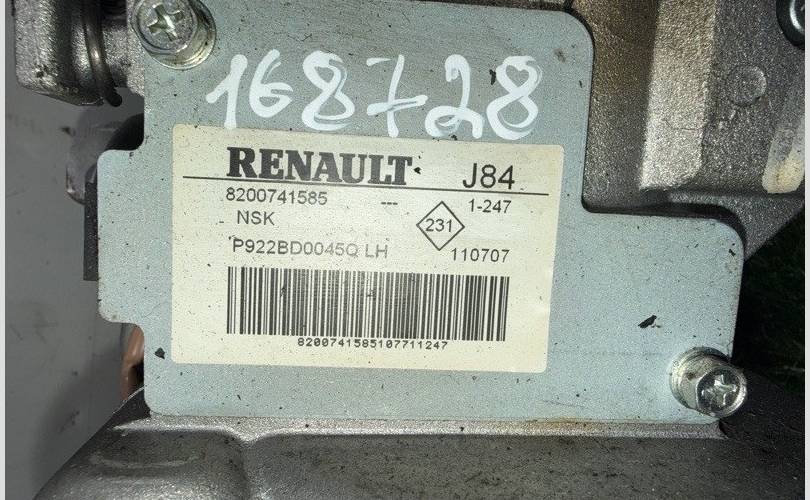 168728
RENAULT J84
8200741585 --- 1-247
NSK 231
P922BD0045Q LH 110707
8200741585107711247